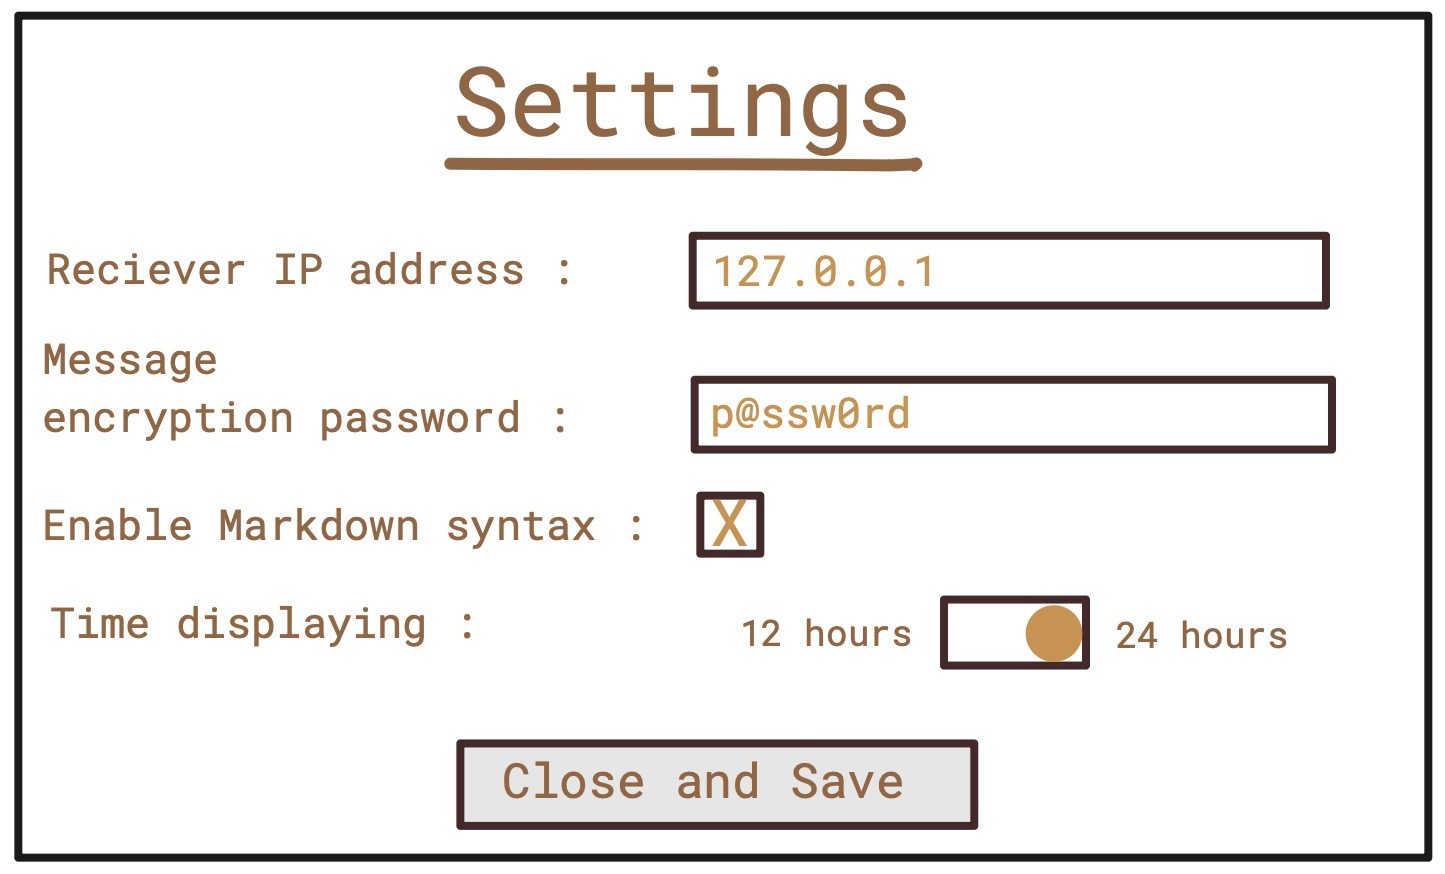 Settings
Reciever IP address : 127.0.0.1
Message
encryption password : p@ssw0rd
Enable Markdown syntax : X
Time displaying : 12 hours 24 hours
Close and Save